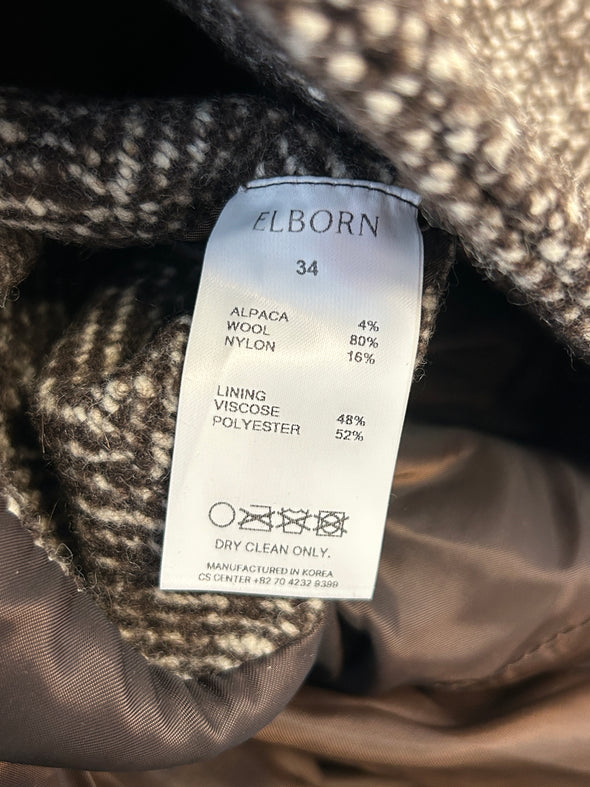 ELBORN
34
ALPACA 4%
WOOL 80%
NYLON 16%
LINING
VISCOSE 48%
POLYESTER 52%
DRY CLEAN ONLY.
MANUFACTURED IN KOREA
CS CENTER +82 70 4232 9399